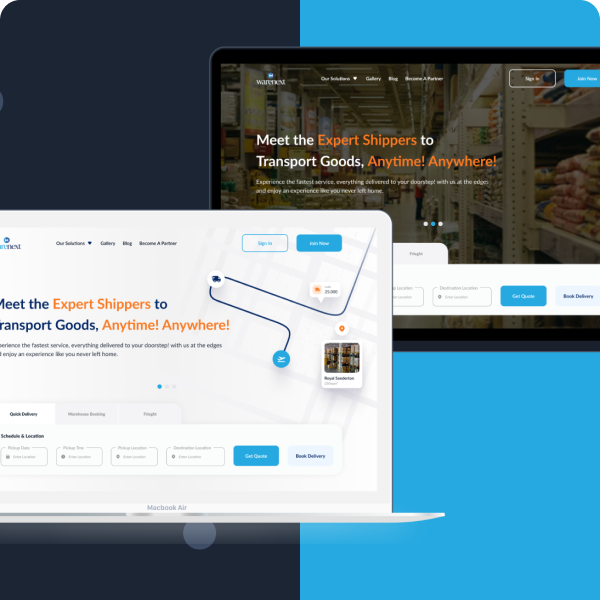 warenext
Our Solutions
Gallery
Blog
Become A Partner
Sign in
Join Now
Meet the Expert Shippers to
Transport Goods, Anytime! Anywhere!
Experience the fastest service, everything delivered to your doorstep! with us at the edges
and enjoy an experience like you never left home.
Frieght
Destination Location
Enter Location
Get Quote
Book Delivery
arenext
Our Solutions
Gallery
Blog
Become A Partner
Sign in
Join Now
25,000
Meet the Expert Shippers to
ransport Goods, Anytime! Anywhere!
perience the fastest service, everything delivered to your doorstep! with us at the edges
d enjoy an experience like you never left home.
Royal Sanderton
Quick Delivery
Warehouse Booking
Frieght
Schedule & Location
Pickup Date
Enter Location
Pickup Time
Enter Location
Pickup Location
Enter Location
Destination Location
Enter Location
Get Quote
Book Delivery
Macbook Air